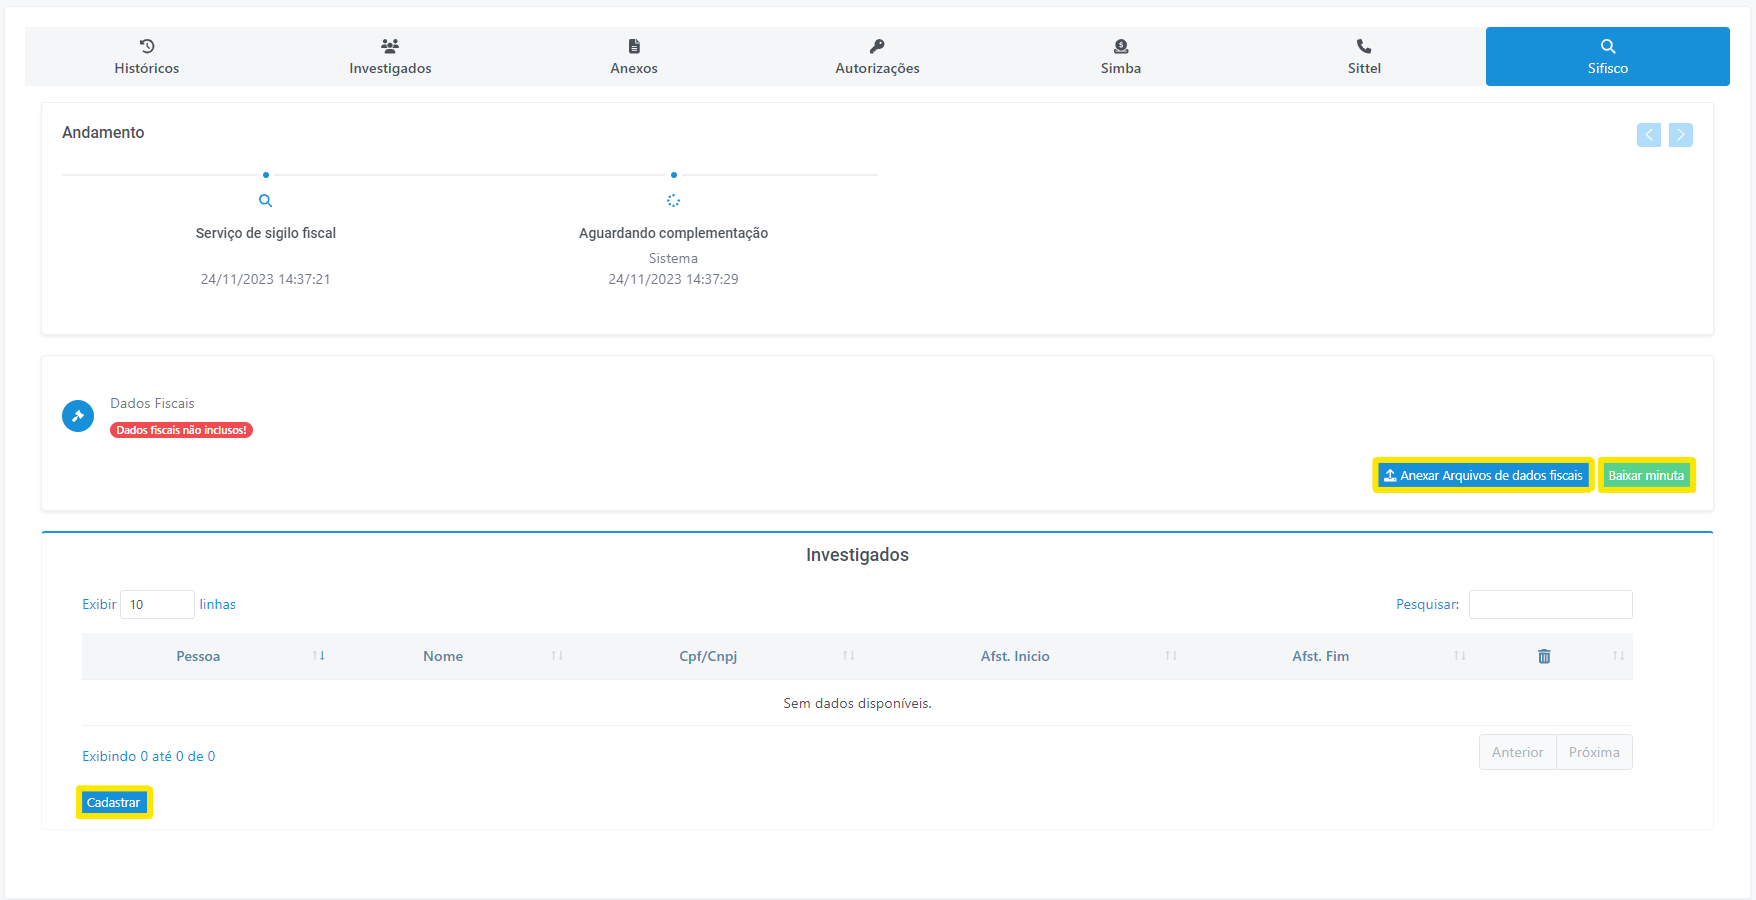 Históricos
Investigados
Anexos
Autorizações
Simba
Sittel
Sifisco
Andamento
Serviço de sigilo fiscal
24/11/2023 14:37:21
Aguardando complementação
Sistema
24/11/2023 14:37:29
Dados Fiscais
Dados fiscais não inclusos!
Anexar Arquivos de dados fiscais
Baixar minuta
Investigados
Exibir 10 linhas
Pesquisar:
Pessoa Nome Cpf/Cnpj Afst. Inicio Afst. Fim
Sem dados disponíveis.
Exibindo 0 até 0 de 0
Anterior Próxima
Cadastrar